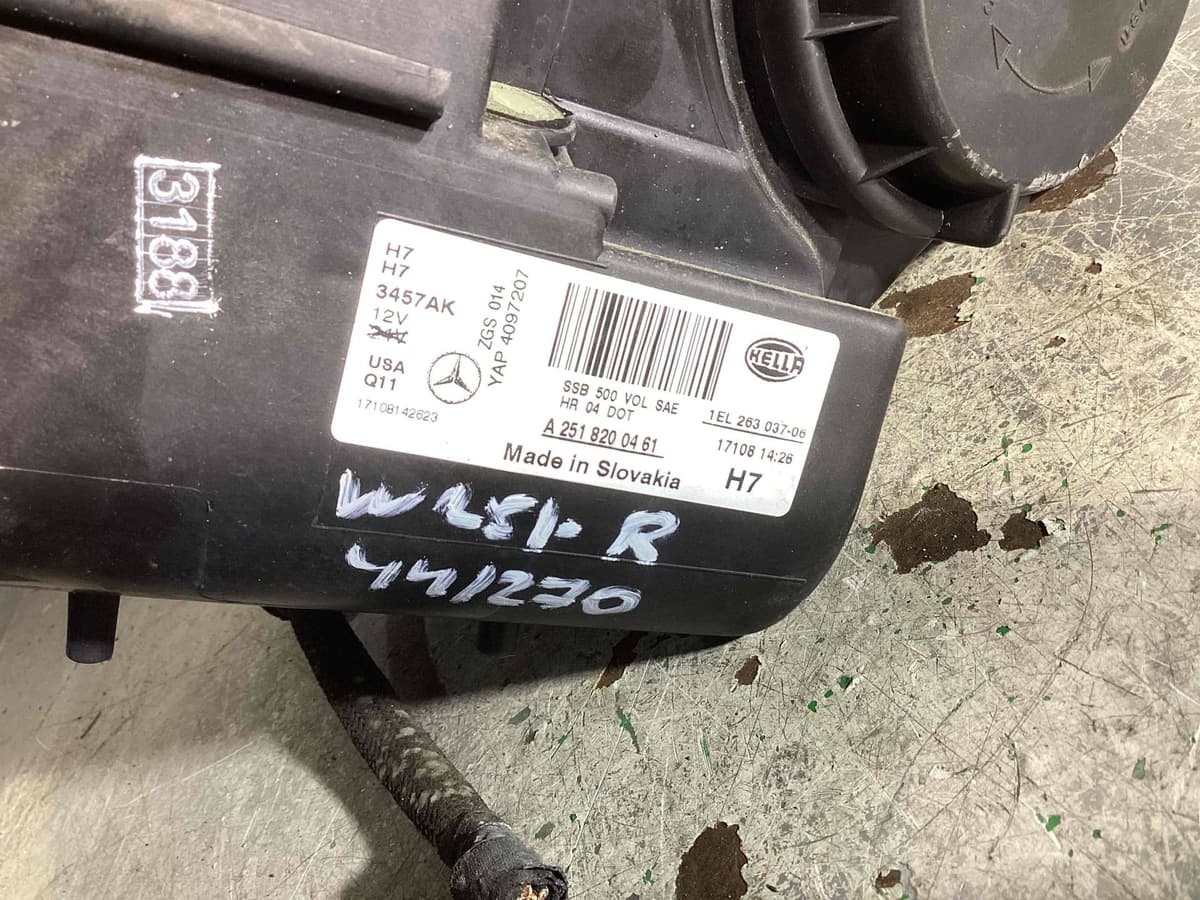 3188
H7
H7
3457AK
12V
24V
USA
Q11
17108142623
ZGS 014
YAP 4097207
SSB 500 VOL SAE
HR 04 DOT
A 251 820 04 61
Made in Slovakia
HELLA
1EL 263 037-06
17108 14:26
H7
W251-R
441270